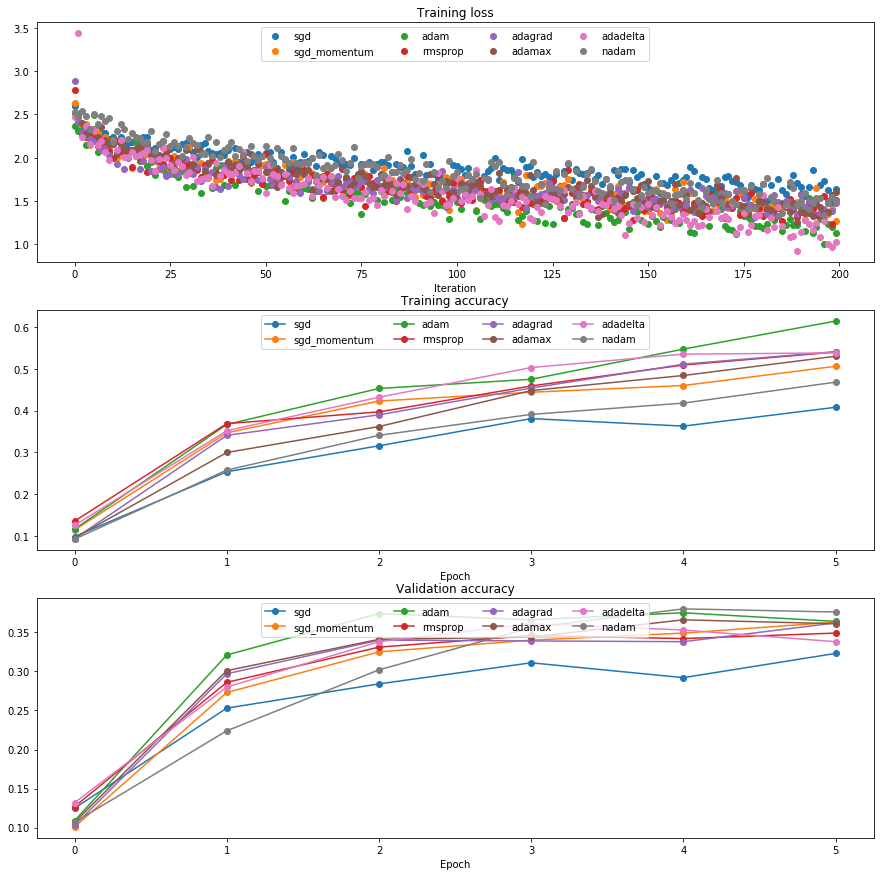 Training loss
sgd adam adagrad adadelta
sgd_momentum rmsprop adamax nadam
3.5
3.0
2.5
2.0
1.5
1.0
0 25 50 75 100 125 150 175 200
Iteration
Training accuracy
sgd adam adagrad adadelta
sgd_momentum rmsprop adamax nadam
0.6
0.5
0.4
0.3
0.2
0.1
0 1 2 3 4 5
Epoch
Validation accuracy
sgd adam adagrad adadelta
sgd_momentum rmsprop adamax nadam
0.35
0.30
0.25
0.20
0.15
0.10
0 1 2 3 4 5
Epoch